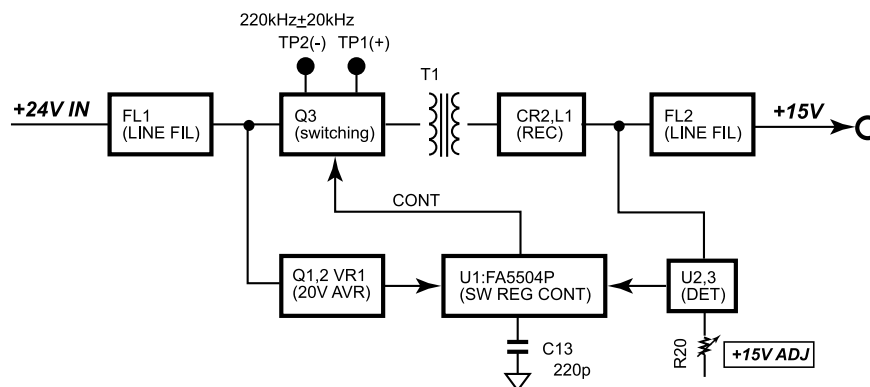 220kHz±20kHz
TP2(-) TP1(+)
T1
+24V IN
FL1
(LINE FIL)
Q3
(switching)
CR2,L1
(REC)
FL2
(LINE FIL)
+15V
CONT
Q1,2 VR1
(20V AVR)
U1:FA5504P
(SW REG CONT)
U2,3
(DET)
C13
220p
R20
+15V ADJ